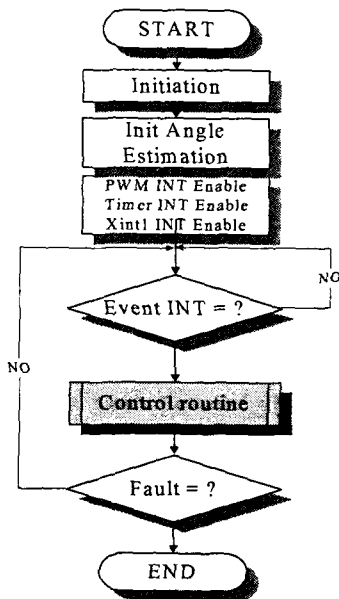 START
Initiation
Init Angle
Estimation
PWM INT Enable
Timer INT Enable
Xint1 INT Enable
NO
Event INT = ?
NO
Control routine
Fault = ?
END